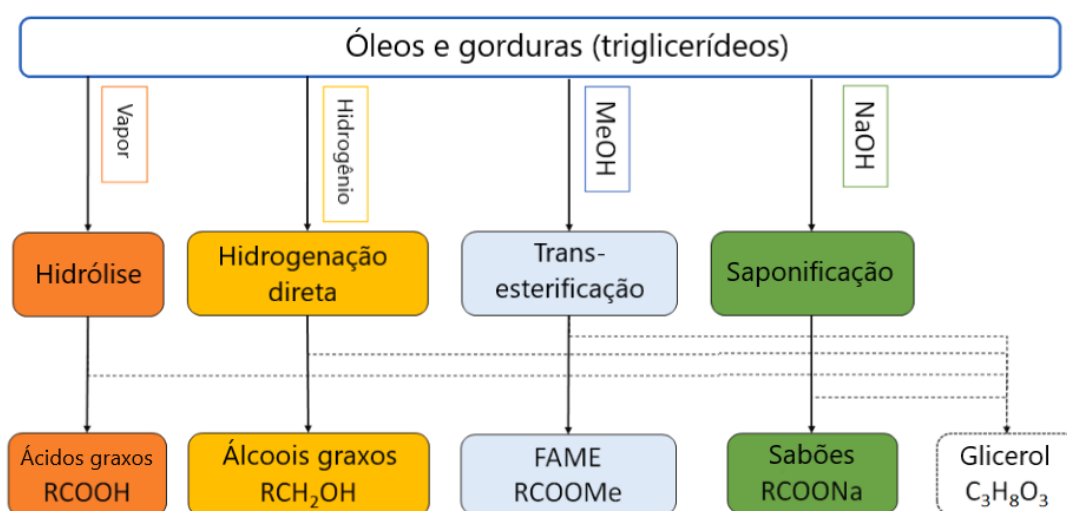 Óleos e gorduras (triglicerídeos)
Vapor
Hidrogênio
MeOH
NaOH
Hidrólise
Hidrogenação
direta
Trans-
esterificação
Saponificação
Ácidos graxos
RCOOH
Álcoois graxos
RCH₂OH
FAME
RCOOMe
Sabões
RCOONa
Glicerol
C₃H₈O₃